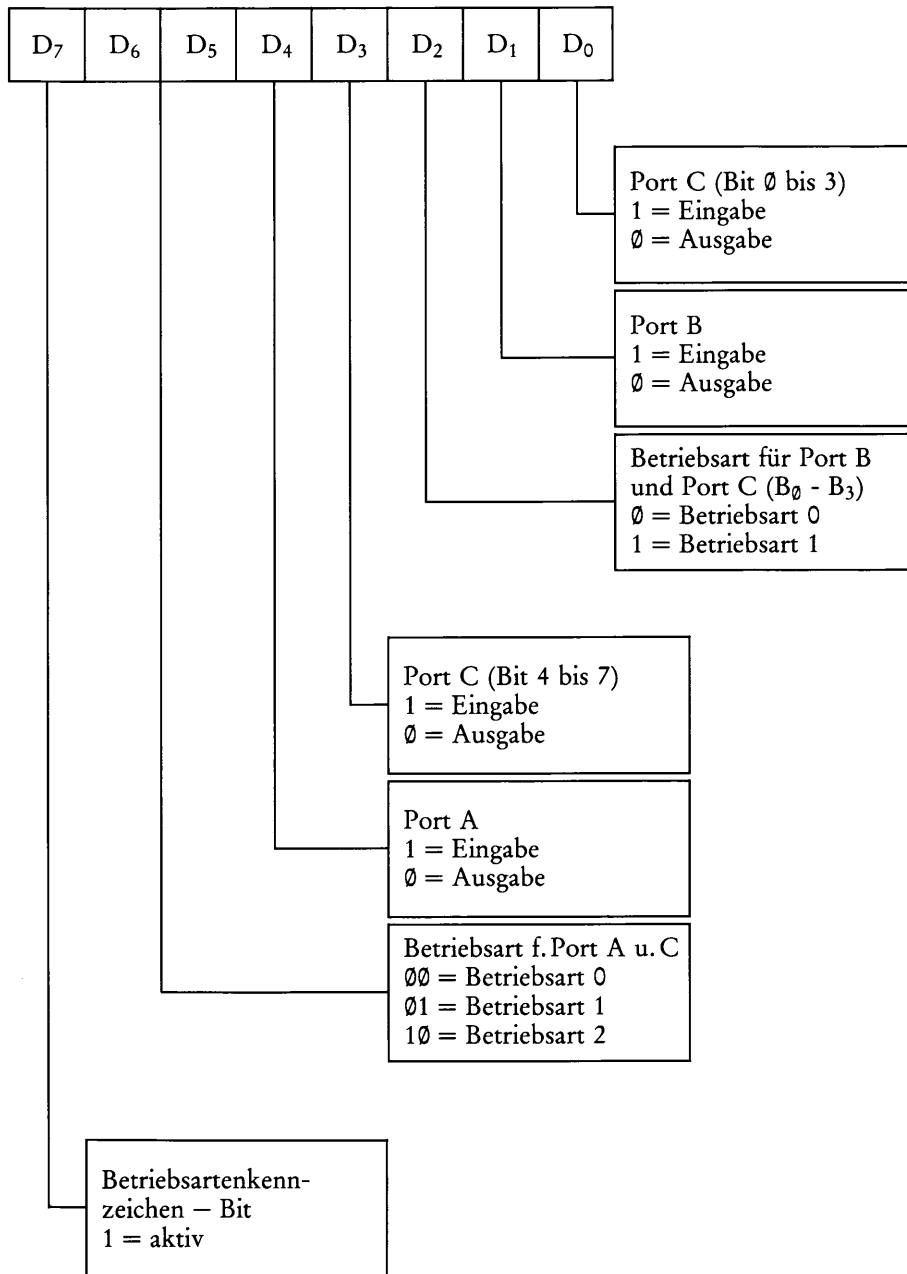 D₇ D₆ D₅ D₄ D₃ D₂ D₁ D₀
Port C (Bit Ø bis 3)
1 = Eingabe
Ø = Ausgabe
Port B
1 = Eingabe
Ø = Ausgabe
Betriebsart für Port B
und Port C (BØ - B₃)
Ø = Betriebsart 0
1 = Betriebsart 1
Port C (Bit 4 bis 7)
1 = Eingabe
Ø = Ausgabe
Port A
1 = Eingabe
Ø = Ausgabe
Betriebsart f. Port A u. C
ØØ = Betriebsart 0
Ø1 = Betriebsart 1
1Ø = Betriebsart 2
Betriebsartenkenn-
zeichen – Bit
1 = aktiv